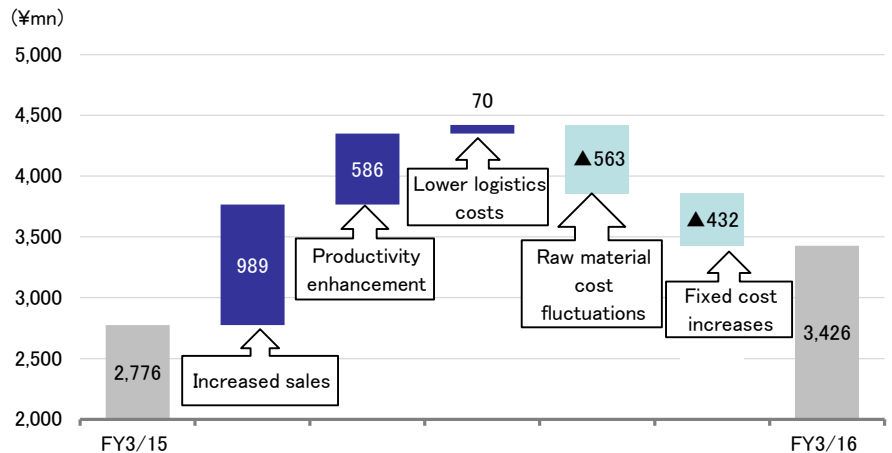 (¥mn)
5,000
4,500
4,000
3,500
3,000
2,500
2,000
2,776
989
586
70
▲563
▲432
3,426
Increased sales
Productivity
enhancement
Lower logistics
costs
Raw material
cost
fluctuations
Fixed cost
increases
FY3/15
FY3/16